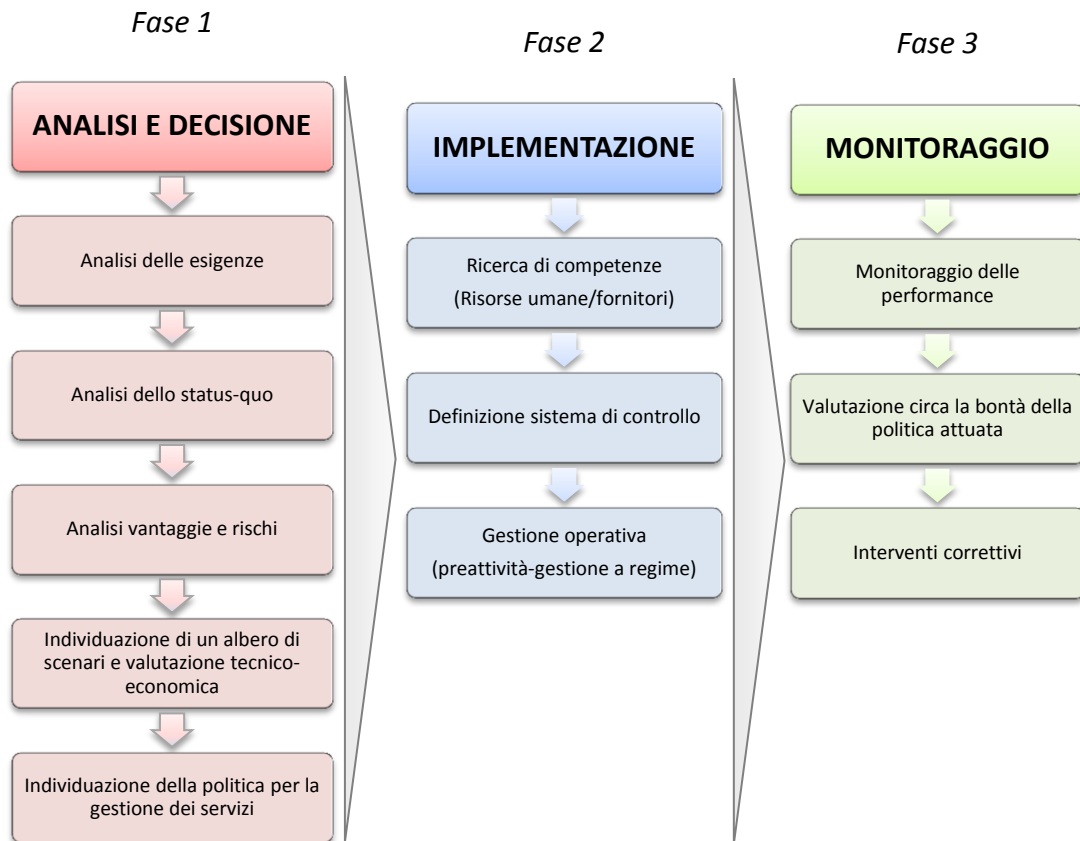 Fase 1
ANALISI E DECISIONE
Analisi delle esigenze
Analisi dello status-quo
Analisi vantaggie e rischi
Individuazione di un albero di
scenari e valutazione tecnico-
economica
Individuazione della politica per la
gestione dei servizi
Fase 2
IMPLEMENTAZIONE
Ricerca di competenze
(Risorse umane/fornitori)
Definizione sistema di controllo
Gestione operativa
(preattività-gestione a regime)
Fase 3
MONITORAGGIO
Monitoraggio delle
performance
Valutazione circa la bontà della
politica attuata
Interventi correttivi